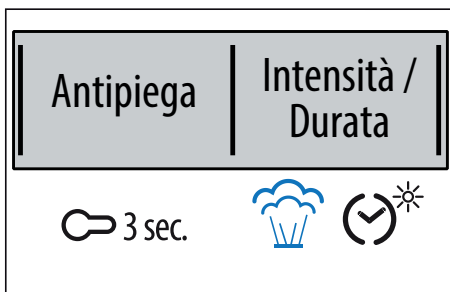 Antipiega
Intensità /
Durata
3 sec.